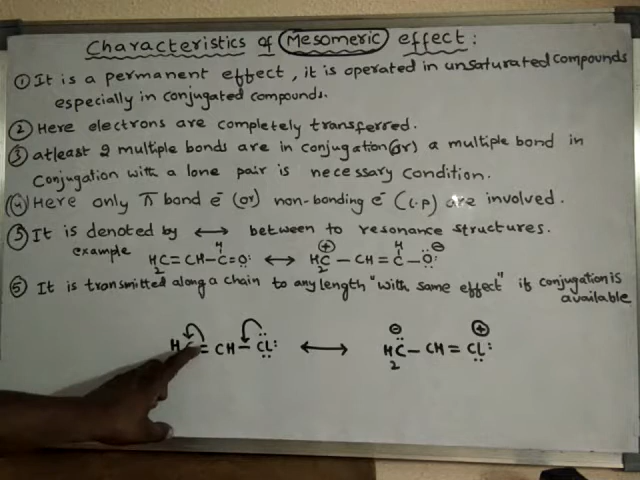 Characteristics of Mesomeric effect :
① It is a permanent effect, it is operated in unsaturated compounds
especially in conjugated compounds.
② Here electrons are completely transferred.
③ atleast 2 multiple bonds are in conjugation (or) a multiple bond in
conjugation with a lone pair is necessary condition.
(4) Here only π bond e⁻ (or) non-bonding e⁻ (l.p) are involved.
⑤ It is denoted by ↔ between to resonance structures.
example H₂C=CH-C(H)=O: ↔ H₂C⊕-CH=C(H)-O:⊖
⑤ It is transmitted along a chain to any length "with same effect" if conjugation is
available
H C = CH - Cl: ↔ H₂C⊖ - CH = Cl:⊕